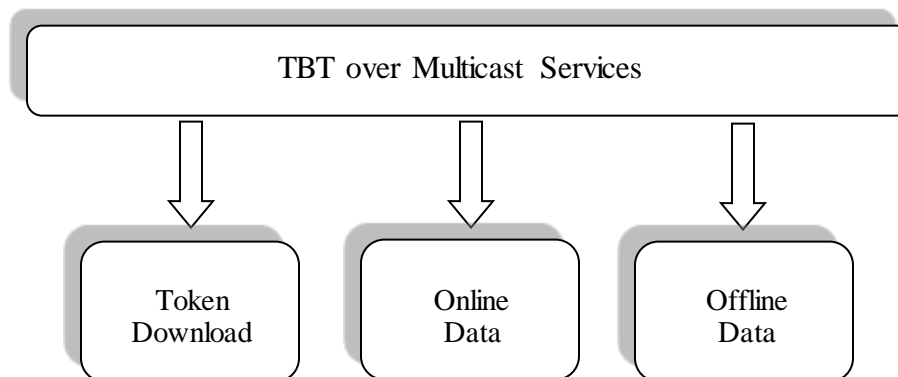 TBT over Multicast Services
Token
Download
Online
Data
Offline
Data